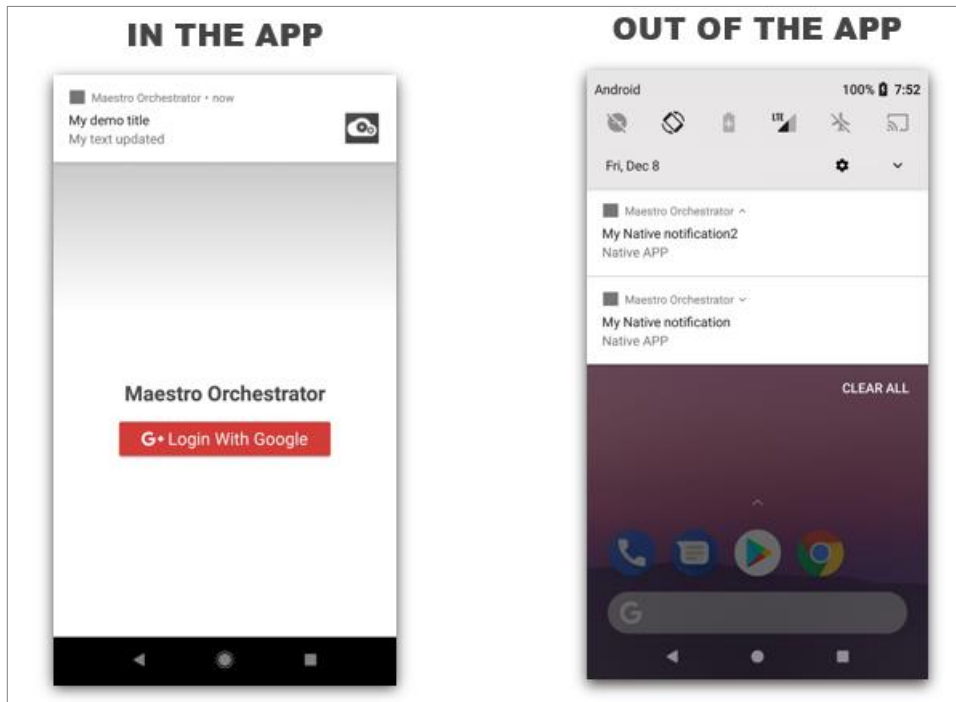 IN THE APP
Maestro Orchestrator • now
My demo title
My text updated
Maestro Orchestrator
G+ Login With Google
OUT OF THE APP
Android 100% 7:52
LTE
Fri, Dec 8
Maestro Orchestrator
My Native notification2
Native APP
Maestro Orchestrator
My Native notification
Native APP
CLEAR ALL
G